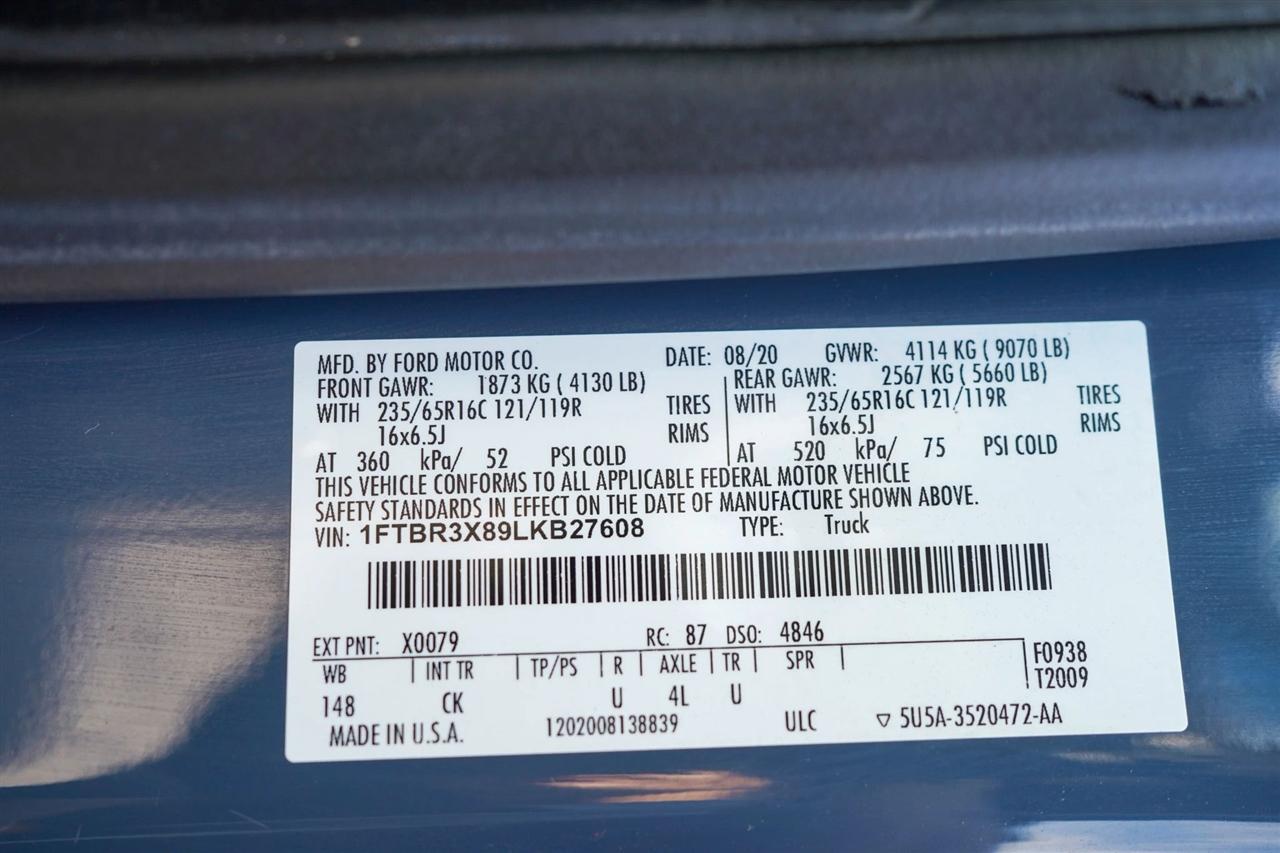 MFD. BY FORD MOTOR CO. DATE: 08/20 GVWR: 4114 KG ( 9070 LB)
FRONT GAWR: 1873 KG ( 4130 LB) REAR GAWR: 2567 KG ( 5660 LB)
WITH 235/65R16C 121/119R TIRES WITH 235/65R16C 121/119R TIRES
16x6.5J RIMS 16x6.5J RIMS
AT 360 kPa/ 52 PSI COLD AT 520 kPa/ 75 PSI COLD
THIS VEHICLE CONFORMS TO ALL APPLICABLE FEDERAL MOTOR VEHICLE
SAFETY STANDARDS IN EFFECT ON THE DATE OF MANUFACTURE SHOWN ABOVE.
VIN: 1FTBR3X89LKB27608 TYPE: Truck
EXT PNT: X0079 RC: 87 DSO: 4846
WB INT TR TP/PS R AXLE TR SPR F0938
148 CK U 4L U T2009
MADE IN U.S.A. 1202008138839 ULC ▽ 5U5A-3520472-AA